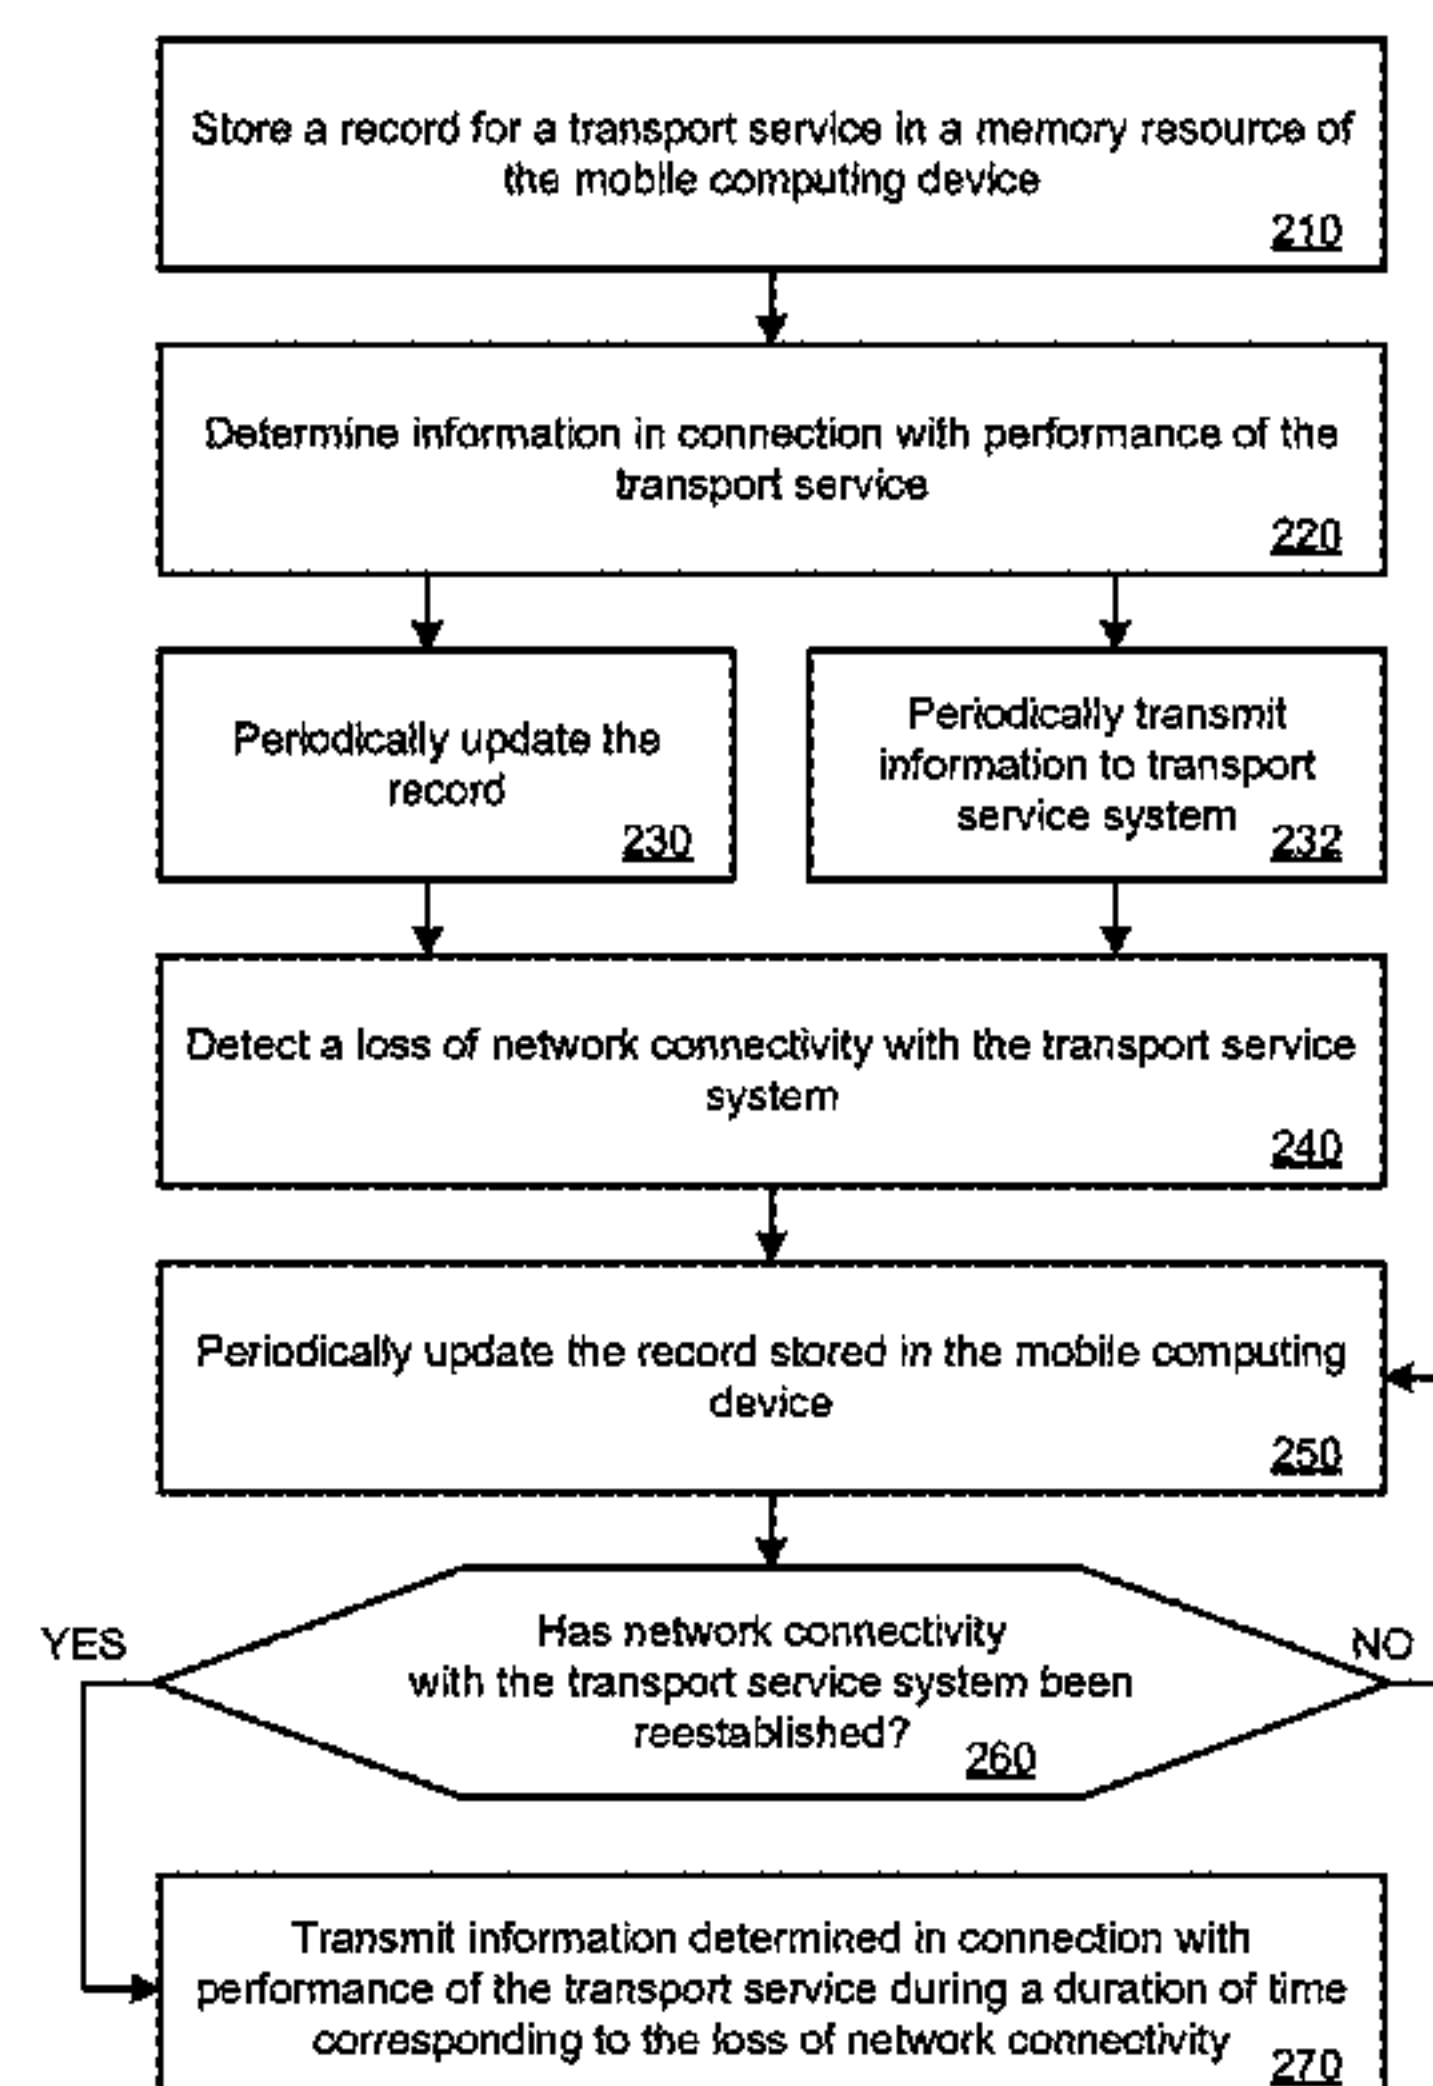 Store a record for a transport service in a memory resource of
the mobile computing device
210
Determine information in connection with performance of the
transport service
220
Periodically update the
record
230
Periodically transmit
information to transport
service system
232
Detect a loss of network connectivity with the transport service
system
240
Periodically update the record stored in the mobile computing
device
250
YES
Has network connectivity
with the transport service system been
reestablished?
260
NO
Transmit information determined in connection with
performance of the transport service during a duration of time
corresponding to the loss of network connectivity
270